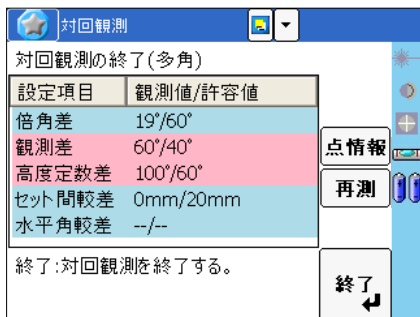 対回観測
対回観測の終了(多角)
設定項目 観測値/許容値
倍角差 19"/60"
観測差 60"/40"
高度定数差 100"/60"
セット間較差 0mm/20mm
水平角較差 --/--
点情報
再測
終了:対回観測を終了する。
終了